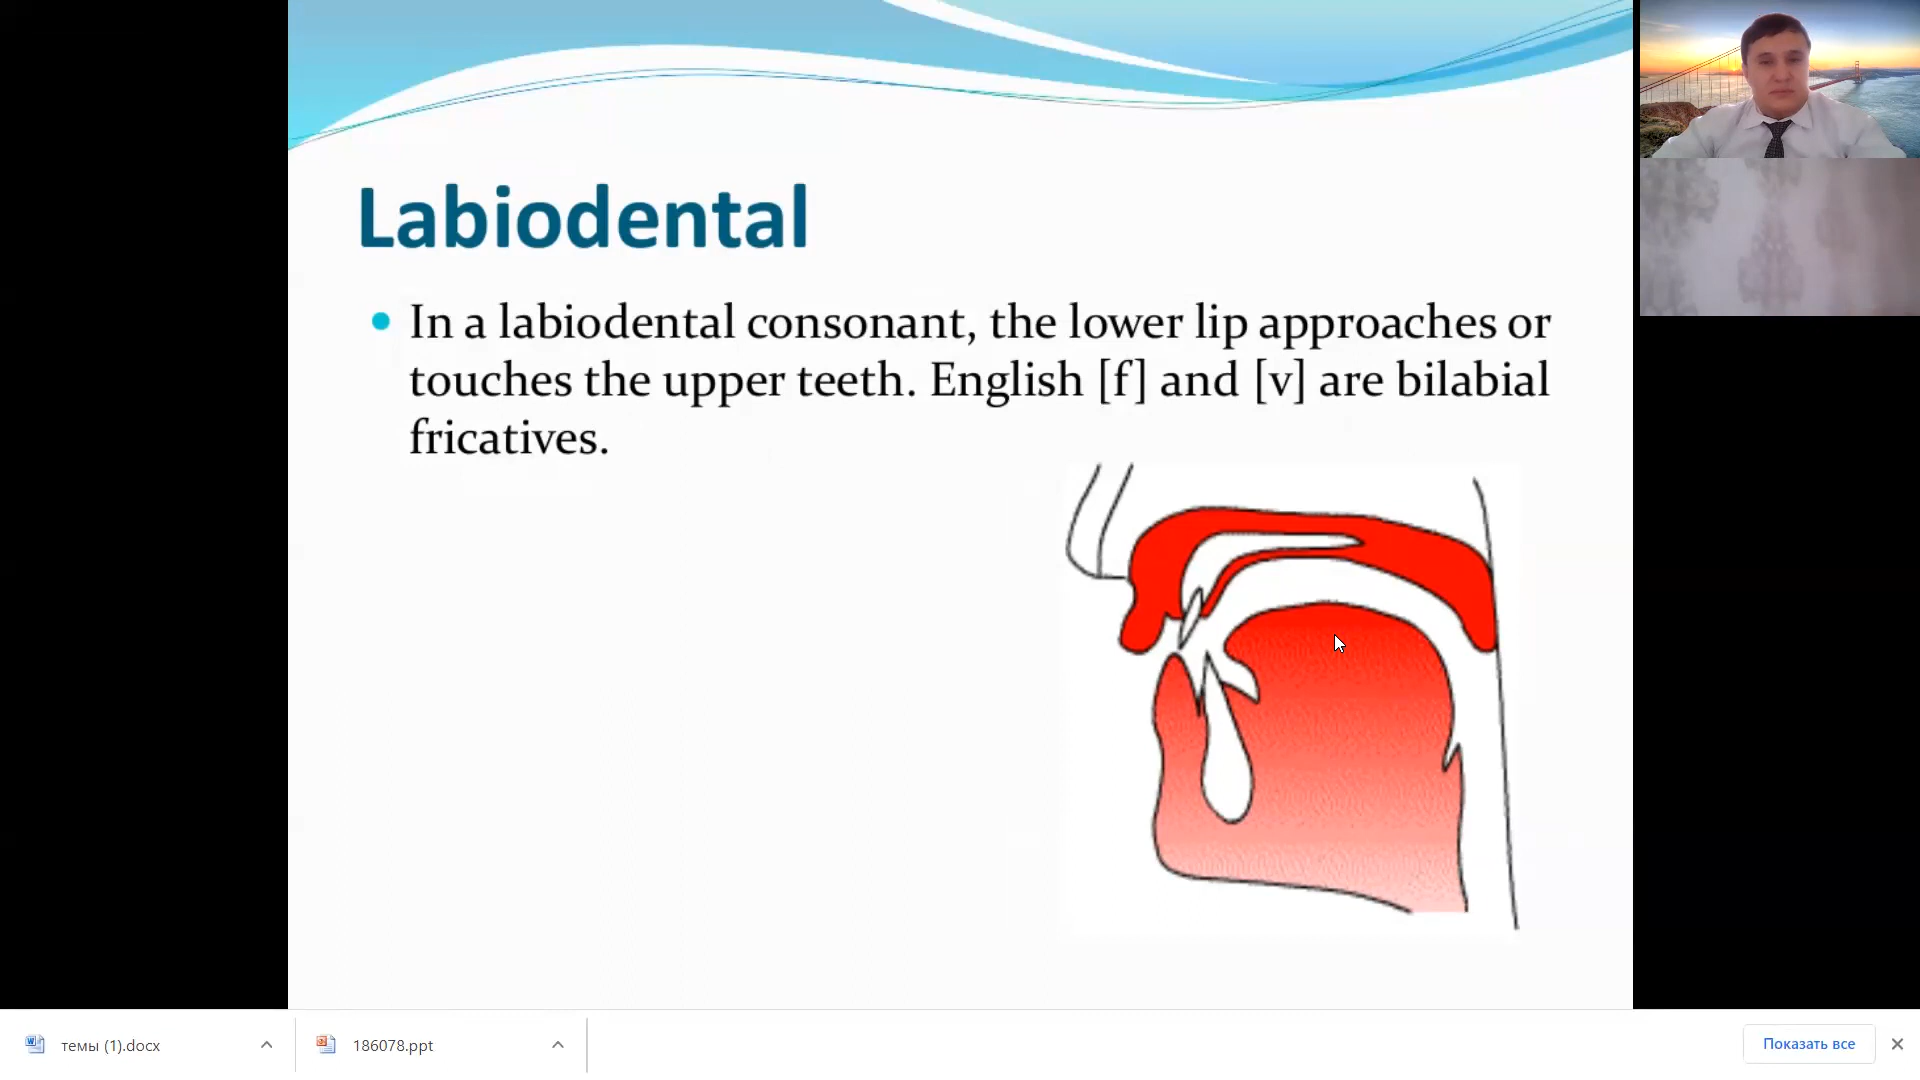 Labiodental
In a labiodental consonant, the lower lip approaches or
touches the upper teeth. English [f] and [v] are bilabial
fricatives.
темы (1).docx
186078.ppt
Показать все